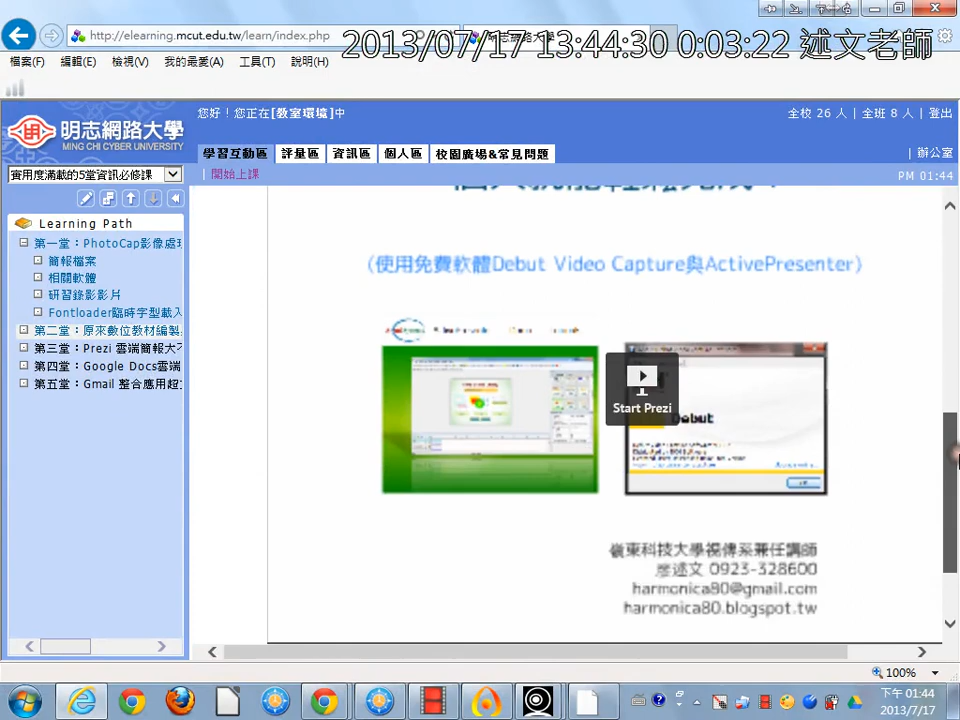 http://elearning.mcut.edu.tw/learn/index.php
2013/07/17 13:44:30 0:03:22 述文老師
檔案(F) 編輯(E) 檢視(V) 我的最愛(A) 工具(T) 說明(H)
明志網路大學
MING CHI CYBER UNIVERSITY
您好！您正在[教室環境]中
全校 26 人 | 全班 8 人 | 登出
學習互動區 評量區 資訊區 個人區 校園廣場&常見問題
| 辦公室
實用度滿載的5堂資訊必修課
| 開始上課
PM 01:44
Learning Path
第一堂：PhotoCap影像處理
簡報檔案
相關軟體
研習錄影影片
Fontloader臨時字型載入
第二堂：原來數位教材編製
第三堂：Prezi 雲端簡報大
第四堂：Google Docs雲端
第五堂：Gmail 整合應用超
(使用免費軟體Debut Video Capture與ActivePresenter)
Start Prezi
Debut
嶺東科技大學視傳系兼任講師
廖述文 0923-328600
harmonica80@gmail.com
harmonica80.blogspot.tw
100%
下午 01:44
2013/7/17